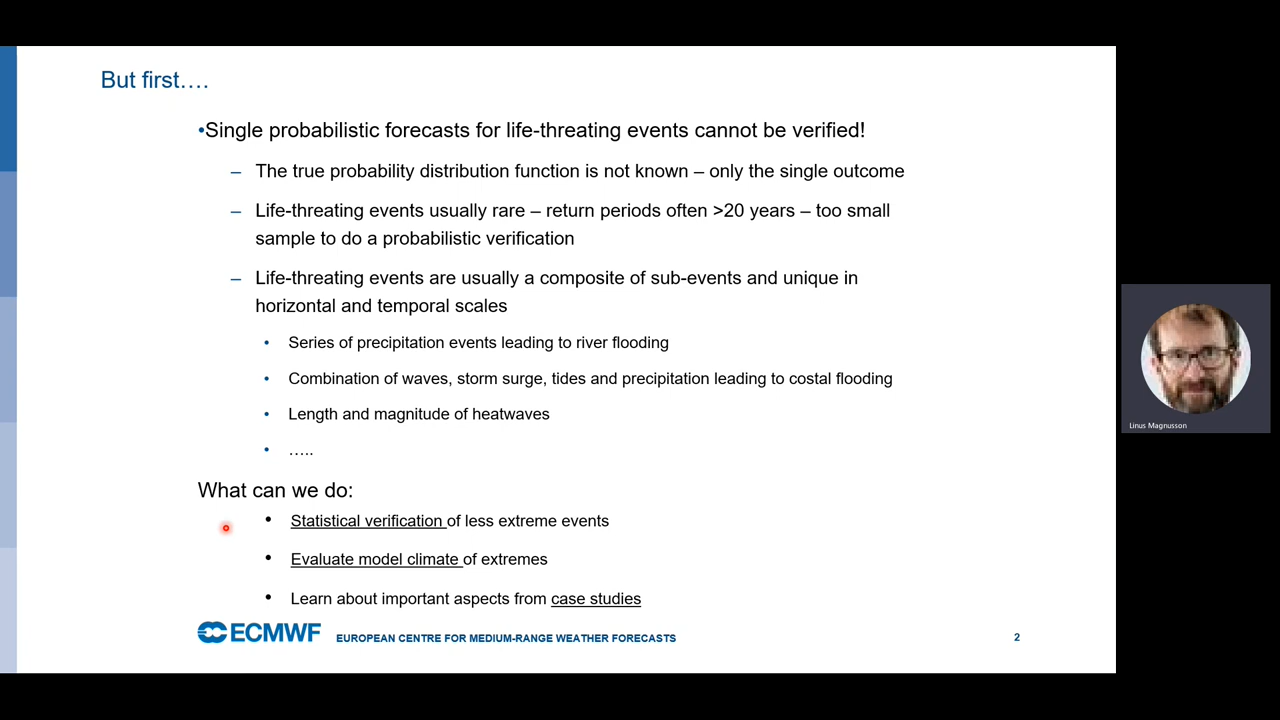 But first….
•Single probabilistic forecasts for life-threating events cannot be verified!
– The true probability distribution function is not known – only the single outcome
– Life-threating events usually rare – return periods often >20 years – too small
sample to do a probabilistic verification
– Life-threating events are usually a composite of sub-events and unique in
horizontal and temporal scales
• Series of precipitation events leading to river flooding
• Combination of waves, storm surge, tides and precipitation leading to costal flooding
• Length and magnitude of heatwaves
• …..
What can we do:
• Statistical verification of less extreme events
• Evaluate model climate of extremes
• Learn about important aspects from case studies
ECMWF EUROPEAN CENTRE FOR MEDIUM-RANGE WEATHER FORECASTS 2
Linus Magnusson